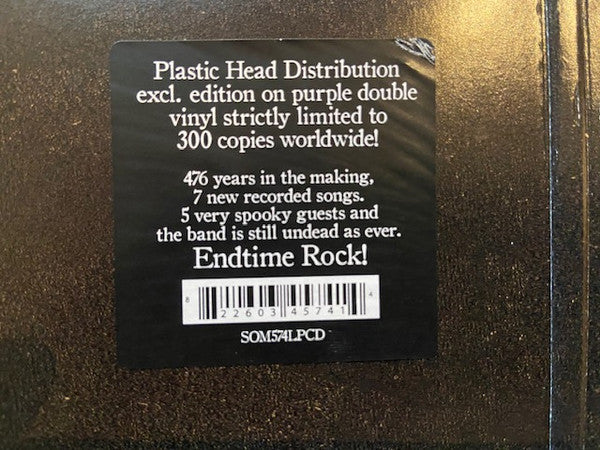 Plastic Head Distribution
excl. edition on purple double
vinyl strictly limited to
300 copies worldwide!
476 years in the making,
7 new recorded songs.
5 very spooky guests and
the band is still undead as ever.
Endtime Rock!
8 22603 45741 4
SOM574LPCD